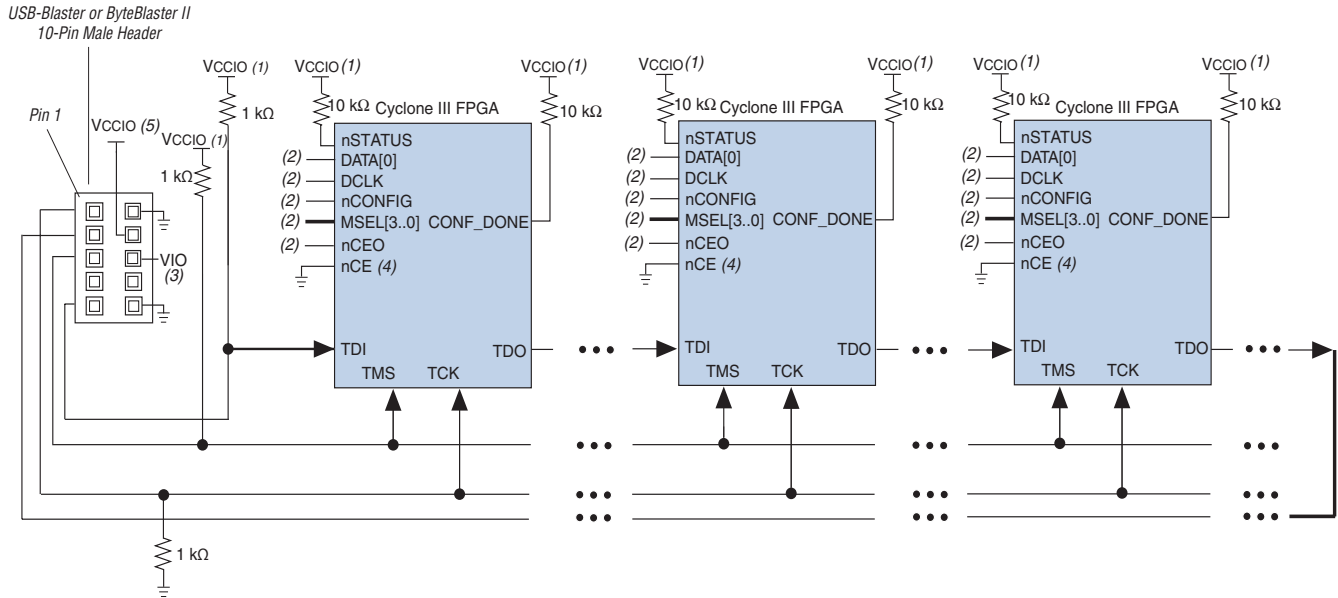 USB-Blaster or ByteBlaster II
10-Pin Male Header
Pin 1
VCCIO (5)
VCCIO (1)
1 kΩ
VCCIO (1)
1 kΩ
VIO
(3)
1 kΩ
VCCIO (1)
10 kΩ
Cyclone III FPGA
VCCIO (1)
10 kΩ
nSTATUS
(2) DATA[0]
(2) DCLK
(2) nCONFIG
(2) MSEL[3..0] CONF_DONE
(2) nCEO
nCE (4)
TDI TDO
TMS TCK
VCCIO (1)
10 kΩ
Cyclone III FPGA
VCCIO (1)
10 kΩ
nSTATUS
(2) DATA[0]
(2) DCLK
(2) nCONFIG
(2) MSEL[3..0] CONF_DONE
(2) nCEO
nCE (4)
TDI TDO
TMS TCK
VCCIO (1)
10 kΩ
Cyclone III FPGA
VCCIO (1)
10 kΩ
nSTATUS
(2) DATA[0]
(2) DCLK
(2) nCONFIG
(2) MSEL[3..0] CONF_DONE
(2) nCEO
nCE (4)
TDI TDO
TMS TCK